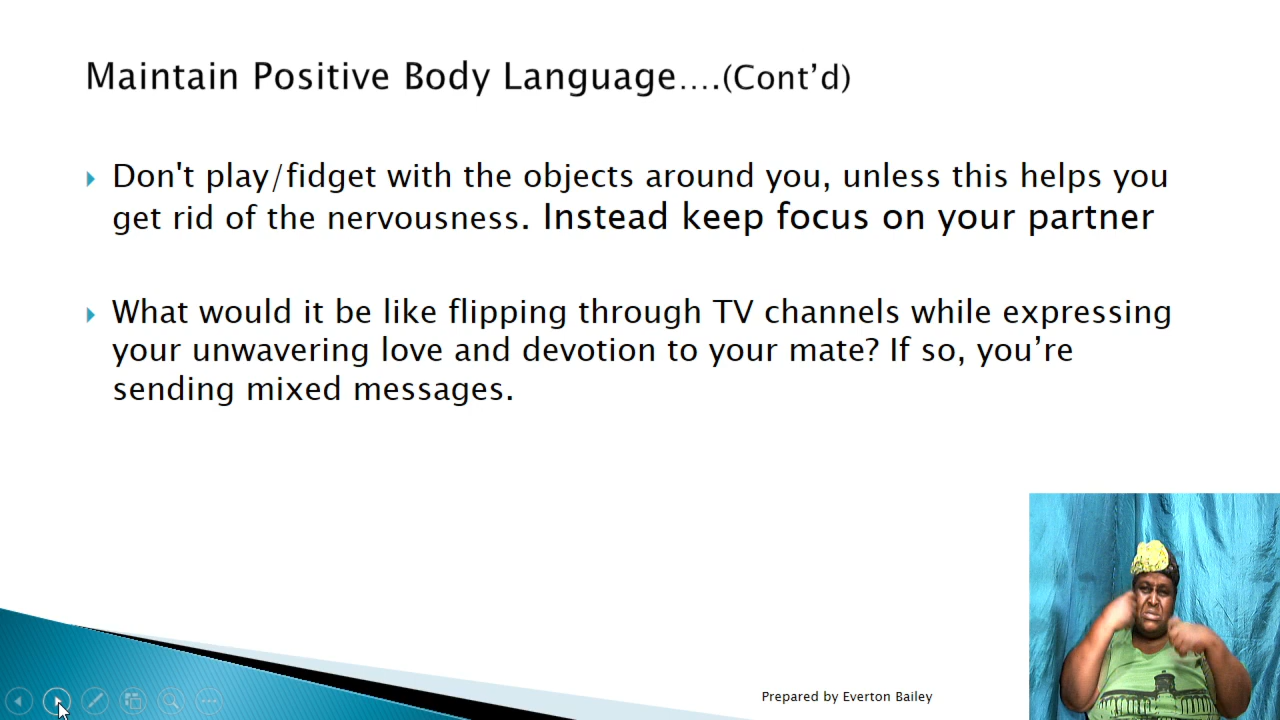 Maintain Positive Body Language….(Cont’d)
Don't play/fidget with the objects around you, unless this helps you
get rid of the nervousness. Instead keep focus on your partner
What would it be like flipping through TV channels while expressing
your unwavering love and devotion to your mate? If so, you’re
sending mixed messages.
Prepared by Everton Bailey